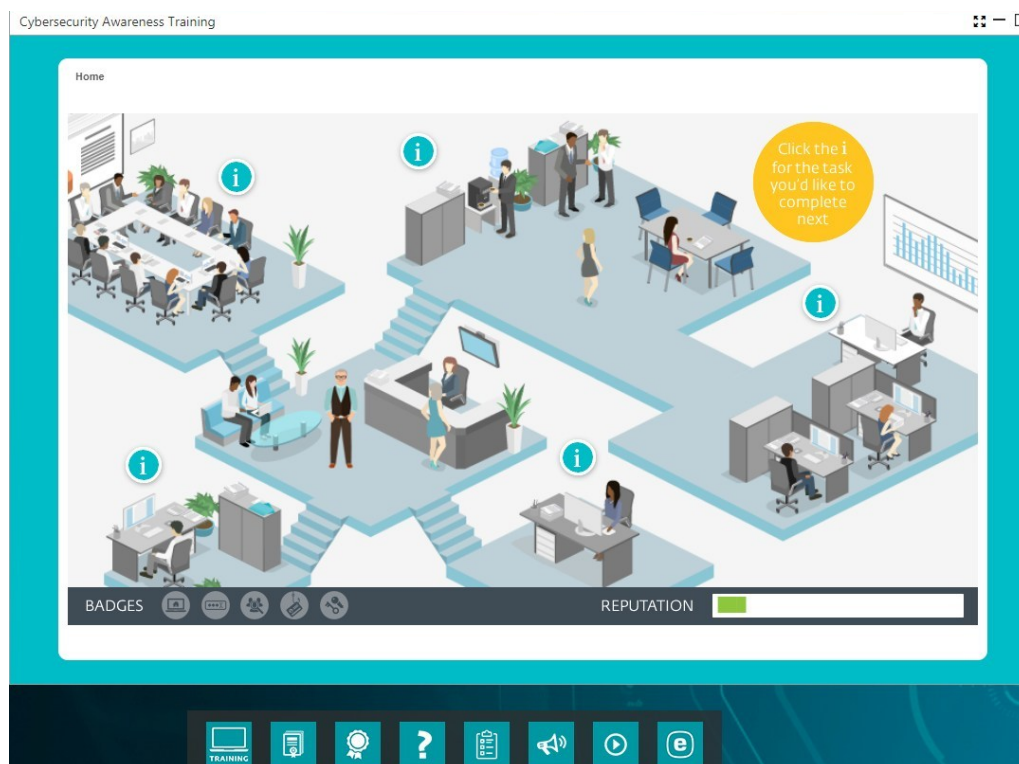 Cybersecurity Awareness Training
Home
i
i
Click the i
for the task
you'd like to
complete
next
i
i
i
BADGES
REPUTATION
TRAINING
?
e